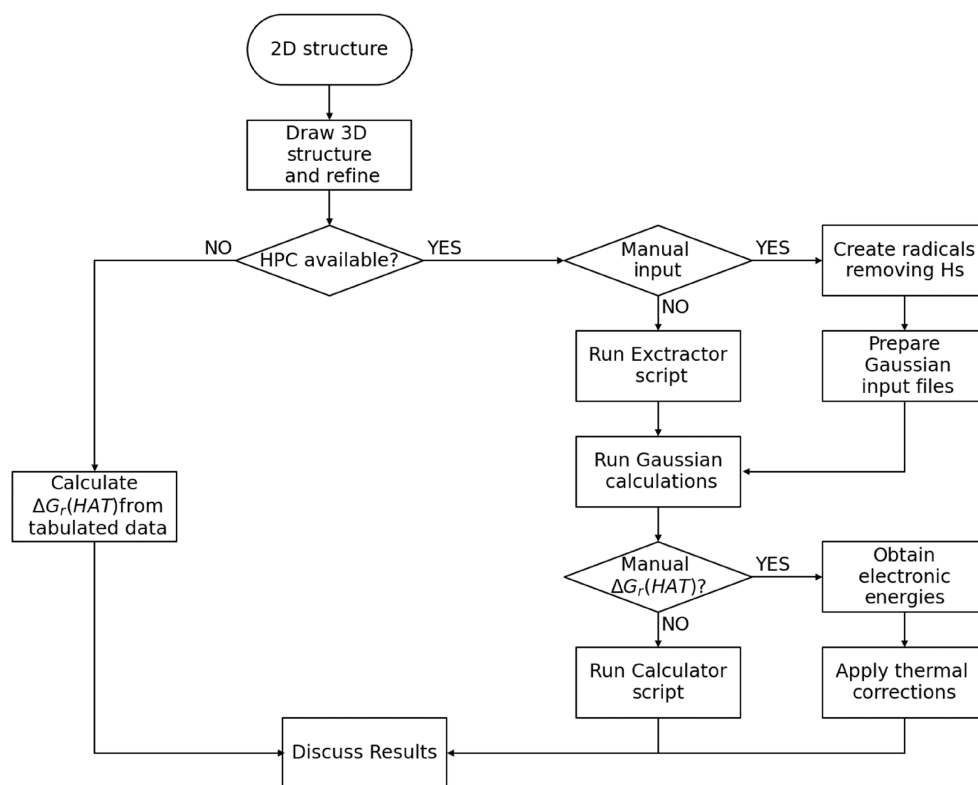 2D structure
Draw 3D
structure
and refine
HPC available?
NO
YES
Manual
input
YES
Create radicals
removing Hs
NO
Run Exctractor
script
Prepare
Gaussian
input files
Run Gaussian
calculations
Calculate
ΔGᵣ(HAT)from
tabulated data
Manual
ΔGᵣ(HAT)?
YES
Obtain
electronic
energies
NO
Run Calculator
script
Apply thermal
corrections
Discuss Results